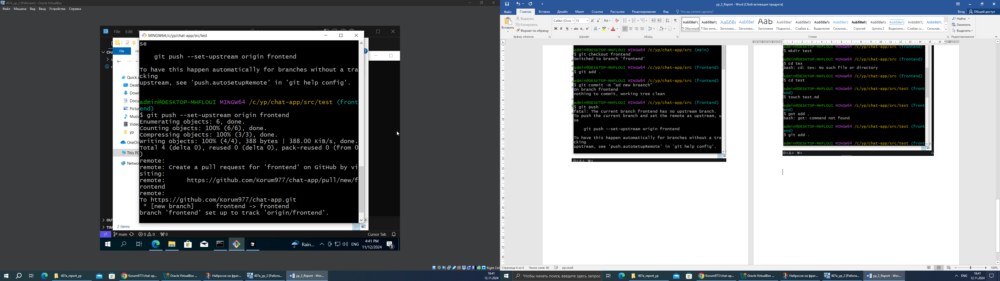 407a_yp_2 [Работает] - Oracle VirtualBox
Файл Машина Вид Ввод Устройства Справка
File Edit
MINGW64:/c/yp/chat-app/src/test
File
Quick a
Deskt
Down
Docu
Pictu
Music
Video
yp
OneDri
This PC
Netwo
2 items
se
git push --set-upstream origin frontend
To have this happen automatically for branches without a tra
cking
upstream, see 'push.autoSetupRemote' in 'git help config'.
admin@DESKTOP-MHFLOUI MINGW64 /c/yp/chat-app/src/test (front
end)
$ git push --set-upstream origin frontend
Enumerating objects: 6, done.
Counting objects: 100% (6/6), done.
Compressing objects: 100% (3/3), done.
Writing objects: 100% (4/4), 388 bytes | 388.00 KiB/s, done.
Total 4 (delta 0), reused 0 (delta 0), pack-reused 0 (from 0
)
remote:
remote: Create a pull request for 'frontend' on GitHub by vi
siting:
remote:      https://github.com/Korum977/chat-app/pull/new/f
rontend
remote:
To https://github.com/Korum977/chat-app.git
* [new branch]      frontend -> frontend
branch 'frontend' set up to track 'origin/frontend'.
main 0 0 0 Cursor Tab
Rain... ENG 4:41 PM
11/12/2024 3
Right Ctrl
407a_report_yp Korum977/chat-ap... Oracle VirtualBox ... Набросок на фраг... 407a_yp_2 [Работа... yp_2_Report - Wor... 16:41
12.11.2024
yp_2_Report - Word (Сбой активации продукта)
Файл Главная Вставка Дизайн Макет Ссылки Рассылки Рецензирование Вид Что вы хотите сделать? Вход Общий доступ
Вставить
Вырезать
Копировать
Формат по образцу
Буфер обмена
Calibri (Осно 15
Ж К Ч abc
Шрифт
Абзац
АаБбВвГг, АаБбВвГг, АаБбВв АаБбВвГ АаБ АаБбВвГ АаБбВвГг АаБбВвГг АаБбВвГг АаБбВвГг, АаБбВвГг АаБбВвГг АаБбВвГг, АаБбВвГг,
¶ Обычный ¶ Без инте... Заголово... Заголово... Заголовок Подзагол... Слабое в... Выделение Сильное... Строгий Цитата 2 Выделенн... Слабая сс... Сильная...
Стили
Найти
Заменить
Выделить
Редактирование
admin@DESKTOP-MHFLOUI MINGW64 /c/yp/chat-app/src (main)
$ git checkout frontend
Switched to branch 'frontend'
admin@DESKTOP-MHFLOUI MINGW64 /c/yp/chat-app/src (frontend)
$ git add .
admin@DESKTOP-MHFLOUI MINGW64 /c/yp/chat-app/src (frontend)
$ git commit -m "ad new braanch"
On branch frontend
nothing to commit, working tree clean
admin@DESKTOP-MHFLOUI MINGW64 /c/yp/chat-app/src (frontend)
$ git push
fatal: The current branch frontend has no upstream branch.
To push the current branch and set the remote as upstream, u
se
git push --set-upstream origin frontend
To have this happen automatically for branches without a tra
cking
upstream, see 'push.autoSetupRemote' in 'git help config'.
0 0 0
admin@DESKTOP-MHFLOUI MINGW64 /c/yp/chat-app/src (frontend)
$ mkdir test
admin@DESKTOP-MHFLOUI MINGW64 /c/yp/chat-app/src (frontend)
$ cd tex
bash: cd: tex: No such file or directory
admin@DESKTOP-MHFLOUI MINGW64 /c/yp/chat-app/src (frontend)
$ cd test
admin@DESKTOP-MHFLOUI MINGW64 /c/yp/chat-app/src/test (front
end)
$ touch test.md
admin@DESKTOP-MHFLOUI MINGW64 /c/yp/chat-app/src/test (front
end)
$ got add .
bash: got: command not found
admin@DESKTOP-MHFLOUI MINGW64 /c/yp/chat-app/src/test (front
end)
$ git add .
admin@DESKTOP-MHFLOUI MINGW64 /c/yp/chat-app/src/test (front
0 0 0
Страница 6 из 6 Число слов: 40 русский 100%
Чтобы начать поиск, введите здесь запрос 407a_report_yp Korum977/chat-ap... Oracle VirtualBox ... Набросок на фраг... 407a_yp_2 [Работа... yp_2_Report - Wor... ENG 16:41
12.11.2024